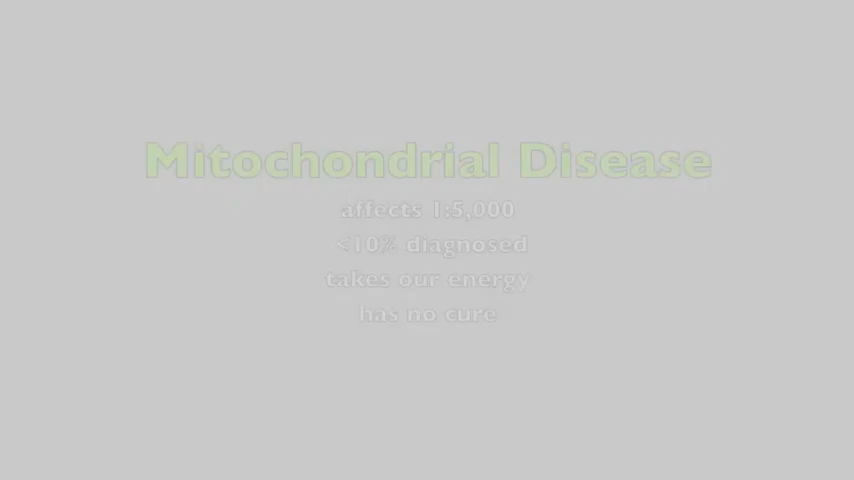 Mitochondrial Disease
affects 1:5,000
<10% diagnosed
takes our energy
has no cure